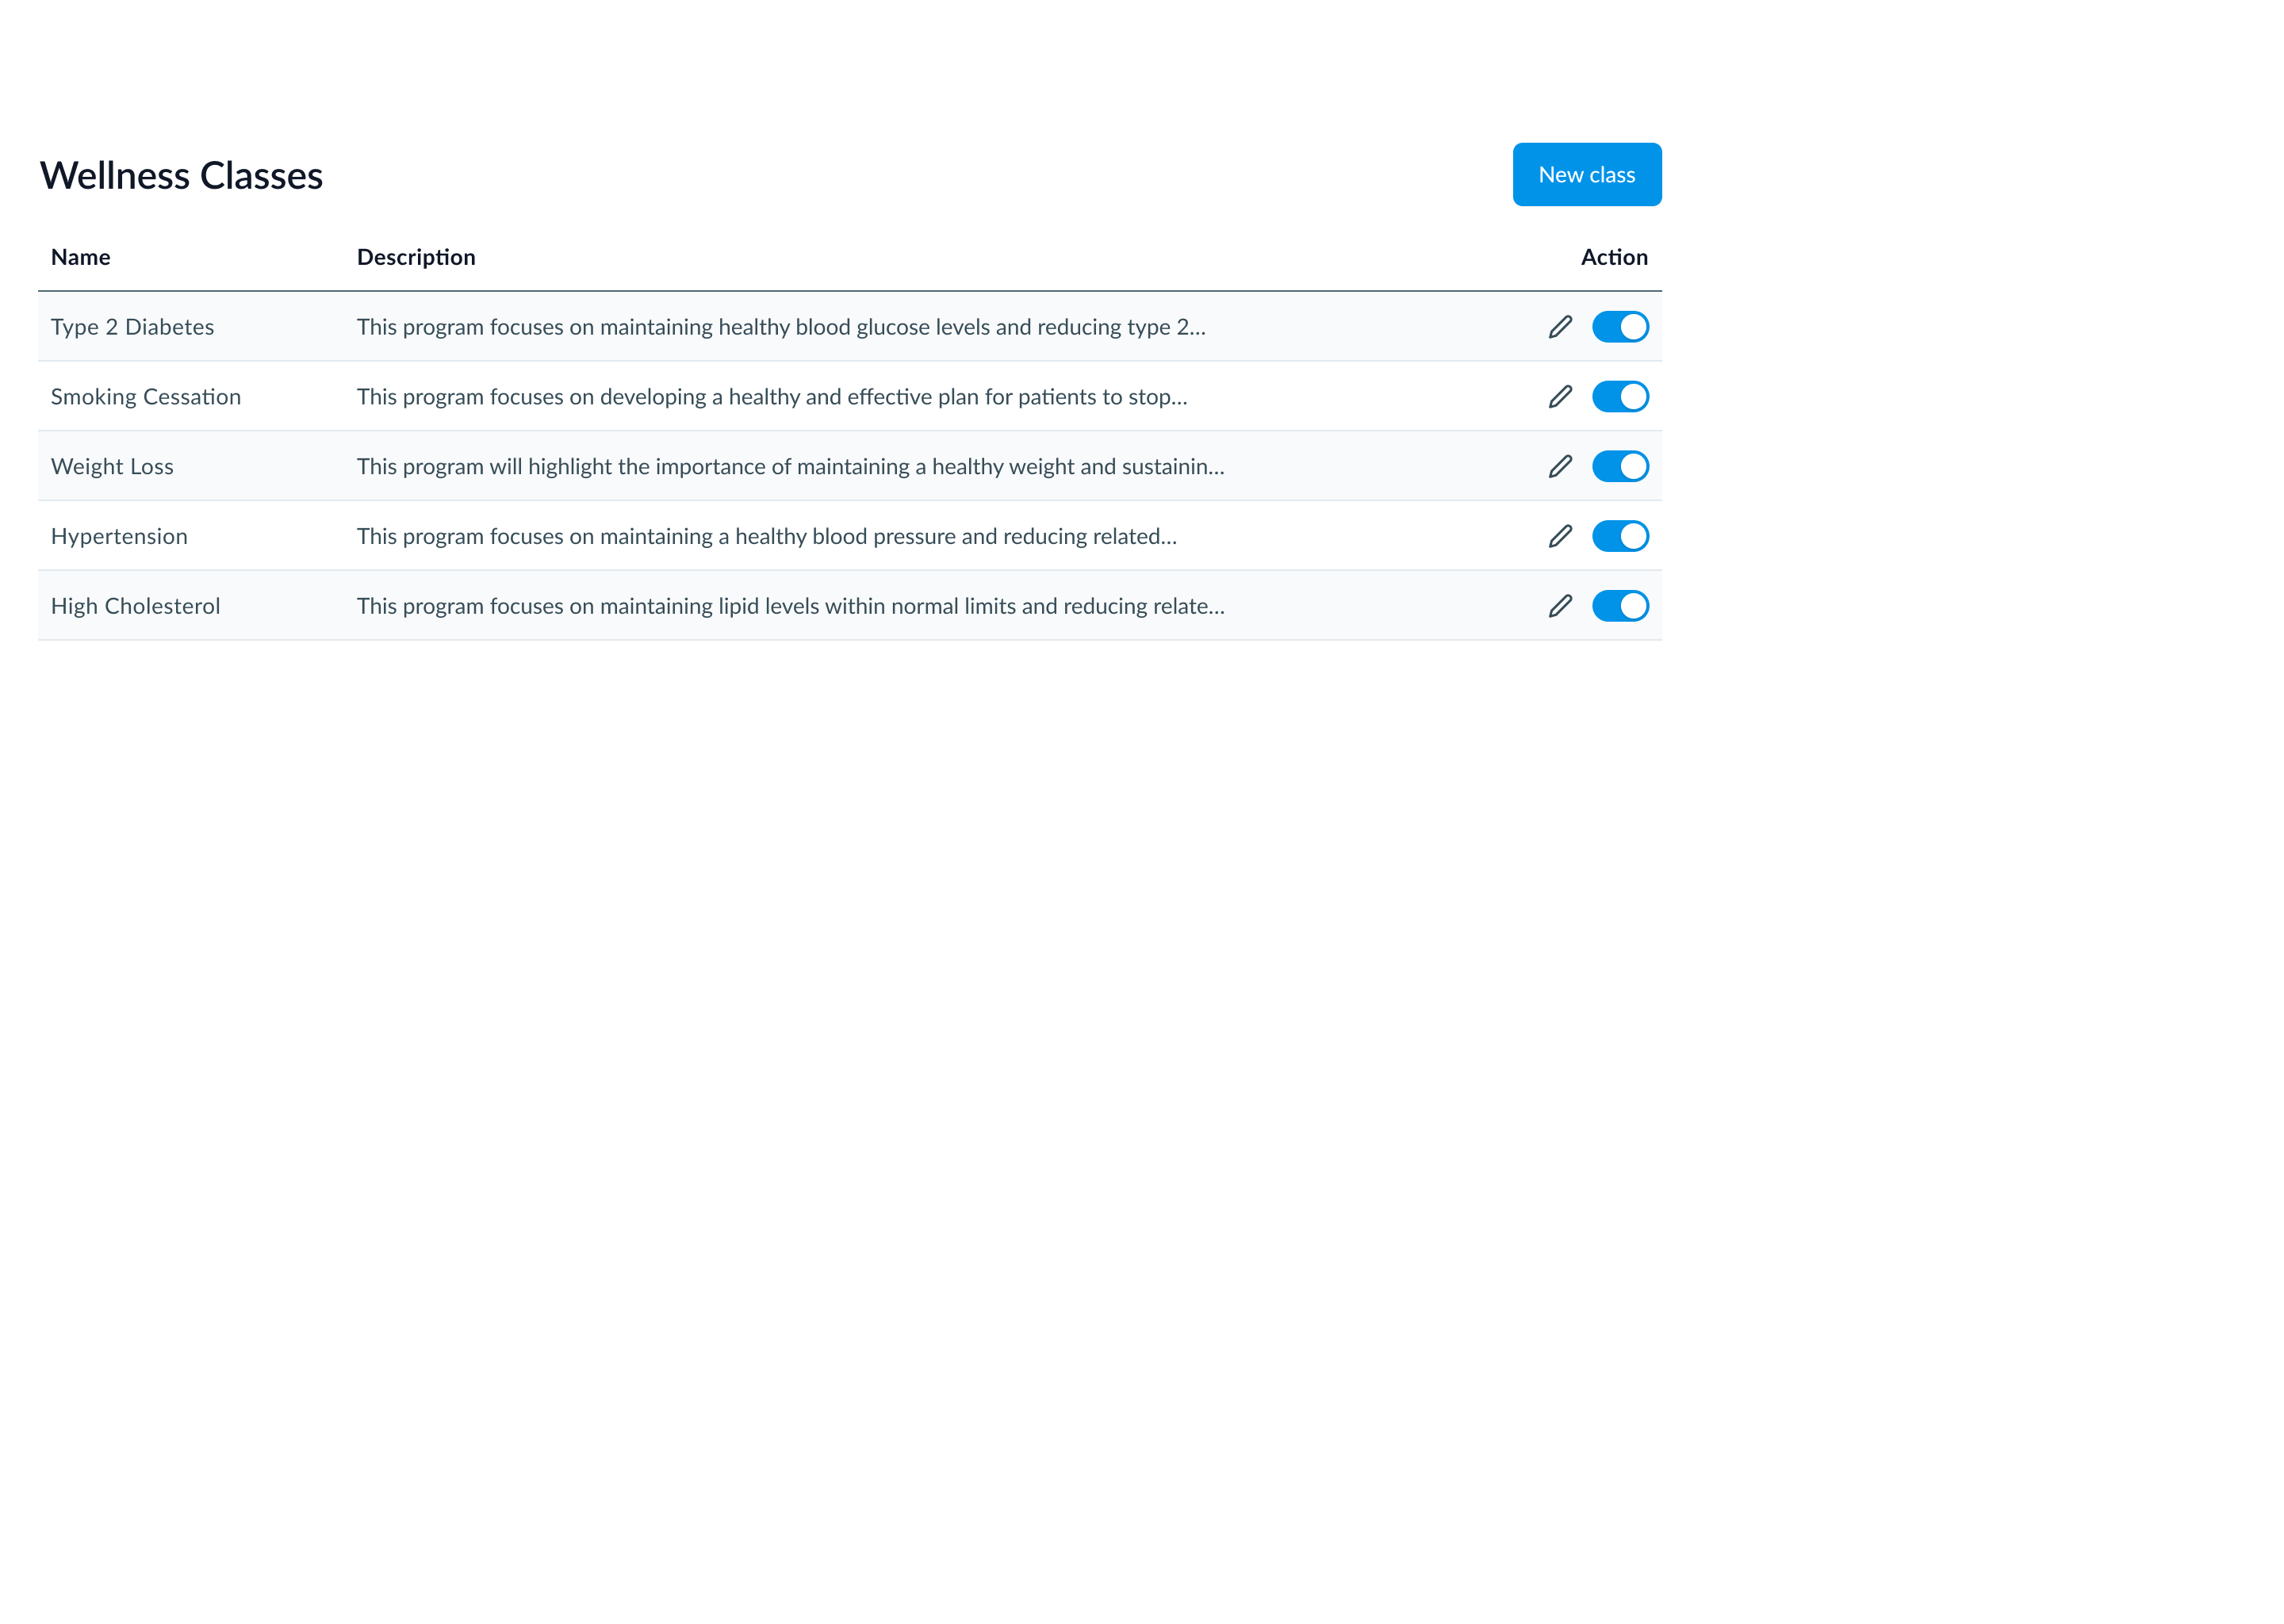 Wellness Classes
New class
Name Description Action
Type 2 Diabetes This program focuses on maintaining healthy blood glucose levels and reducing type 2...
Smoking Cessation This program focuses on developing a healthy and effective plan for patients to stop...
Weight Loss This program will highlight the importance of maintaining a healthy weight and sustainin...
Hypertension This program focuses on maintaining a healthy blood pressure and reducing related...
High Cholesterol This program focuses on maintaining lipid levels within normal limits and reducing relate...